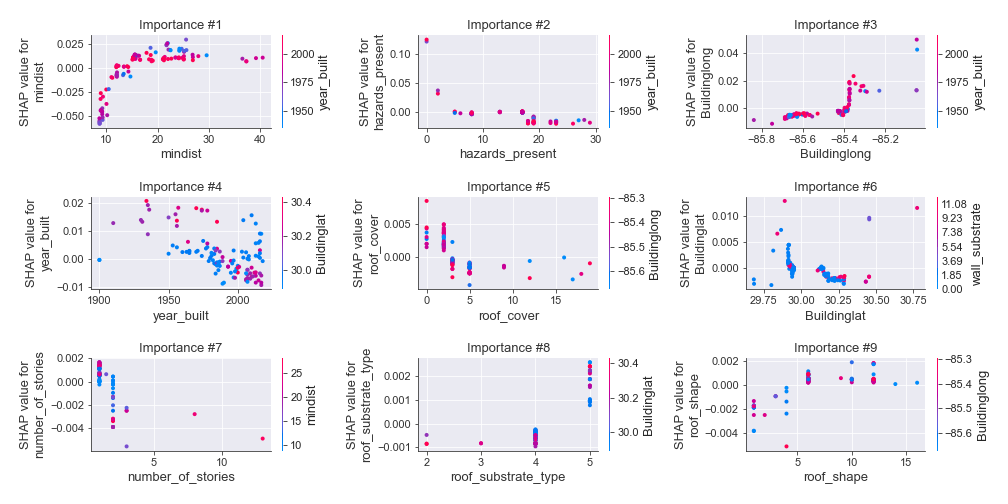 Importance #1
Importance #2
Importance #3
SHAP value for
mindist
0.025
0.000
−0.025
−0.050
10
20
30
40
mindist
2000
1975
1950
year_built
SHAP value for
hazards_present
0.10
0.05
0.00
0
10
20
30
hazards_present
2000
1975
1950
year_built
SHAP value for
Buildinglong
0.04
0.02
0.00
−85.8
−85.6
−85.4
−85.2
Buildinglong
2000
1975
1950
year_built
Importance #4
Importance #5
Importance #6
SHAP value for
year_built
0.02
0.01
0.00
−0.01
1900
1950
2000
year_built
30.4
30.2
30.0
Buildinglat
SHAP value for
roof_cover
0.005
0.000
0
5
10
15
roof_cover
−85.3
−85.4
−85.5
−85.6
Buildinglong
SHAP value for
Buildinglat
0.010
0.005
0.000
29.75
30.00
30.25
30.50
30.75
Buildinglat
11.08
9.23
7.38
5.54
3.69
1.85
0.00
wall_substrate
Importance #7
Importance #8
Importance #9
SHAP value for
number_of_stories
0.002
0.000
−0.002
−0.004
5
10
number_of_stories
25
20
15
10
mindist
SHAP value for
roof_substrate_type
0.002
0.001
0.000
−0.001
2
3
4
5
roof_substrate_type
30.4
30.2
30.0
Buildinglat
SHAP value for
roof_shape
0.002
0.000
−0.002
−0.004
5
10
15
roof_shape
−85.3
−85.4
−85.5
−85.6
Buildinglong